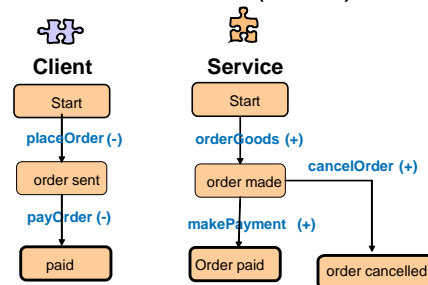 Client
Service
Start
Start
placeOrder (-)
orderGoods (+)
cancelOrder (+)
order sent
order made
payOrder (-)
makePayment (+)
paid
Order paid
order cancelled